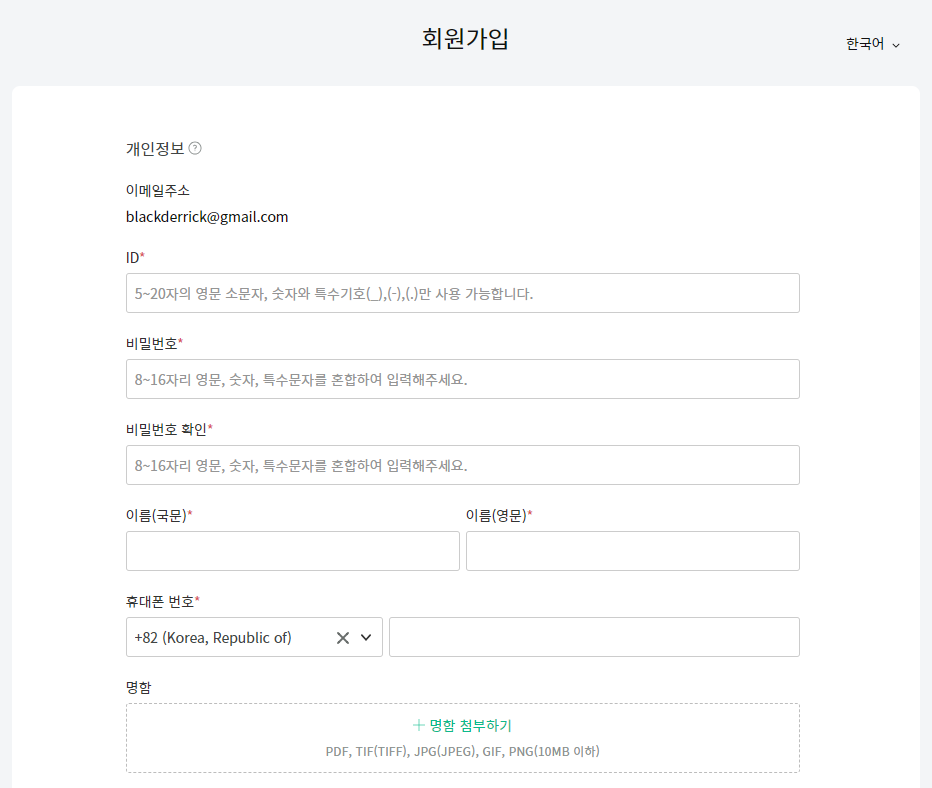 회원가입
한국어
개인정보
이메일주소
blackderrick@gmail.com
ID*
5~20자의 영문 소문자, 숫자와 특수기호(_),(-),(.)만 사용 가능합니다.
비밀번호*
8~16자리 영문, 숫자, 특수문자를 혼합하여 입력해주세요.
비밀번호 확인*
8~16자리 영문, 숫자, 특수문자를 혼합하여 입력해주세요.
이름(국문)* 이름(영문)*
휴대폰 번호*
+82 (Korea, Republic of)
명함
+ 명함 첨부하기
PDF, TIF(TIFF), JPG(JPEG), GIF, PNG(10MB 이하)